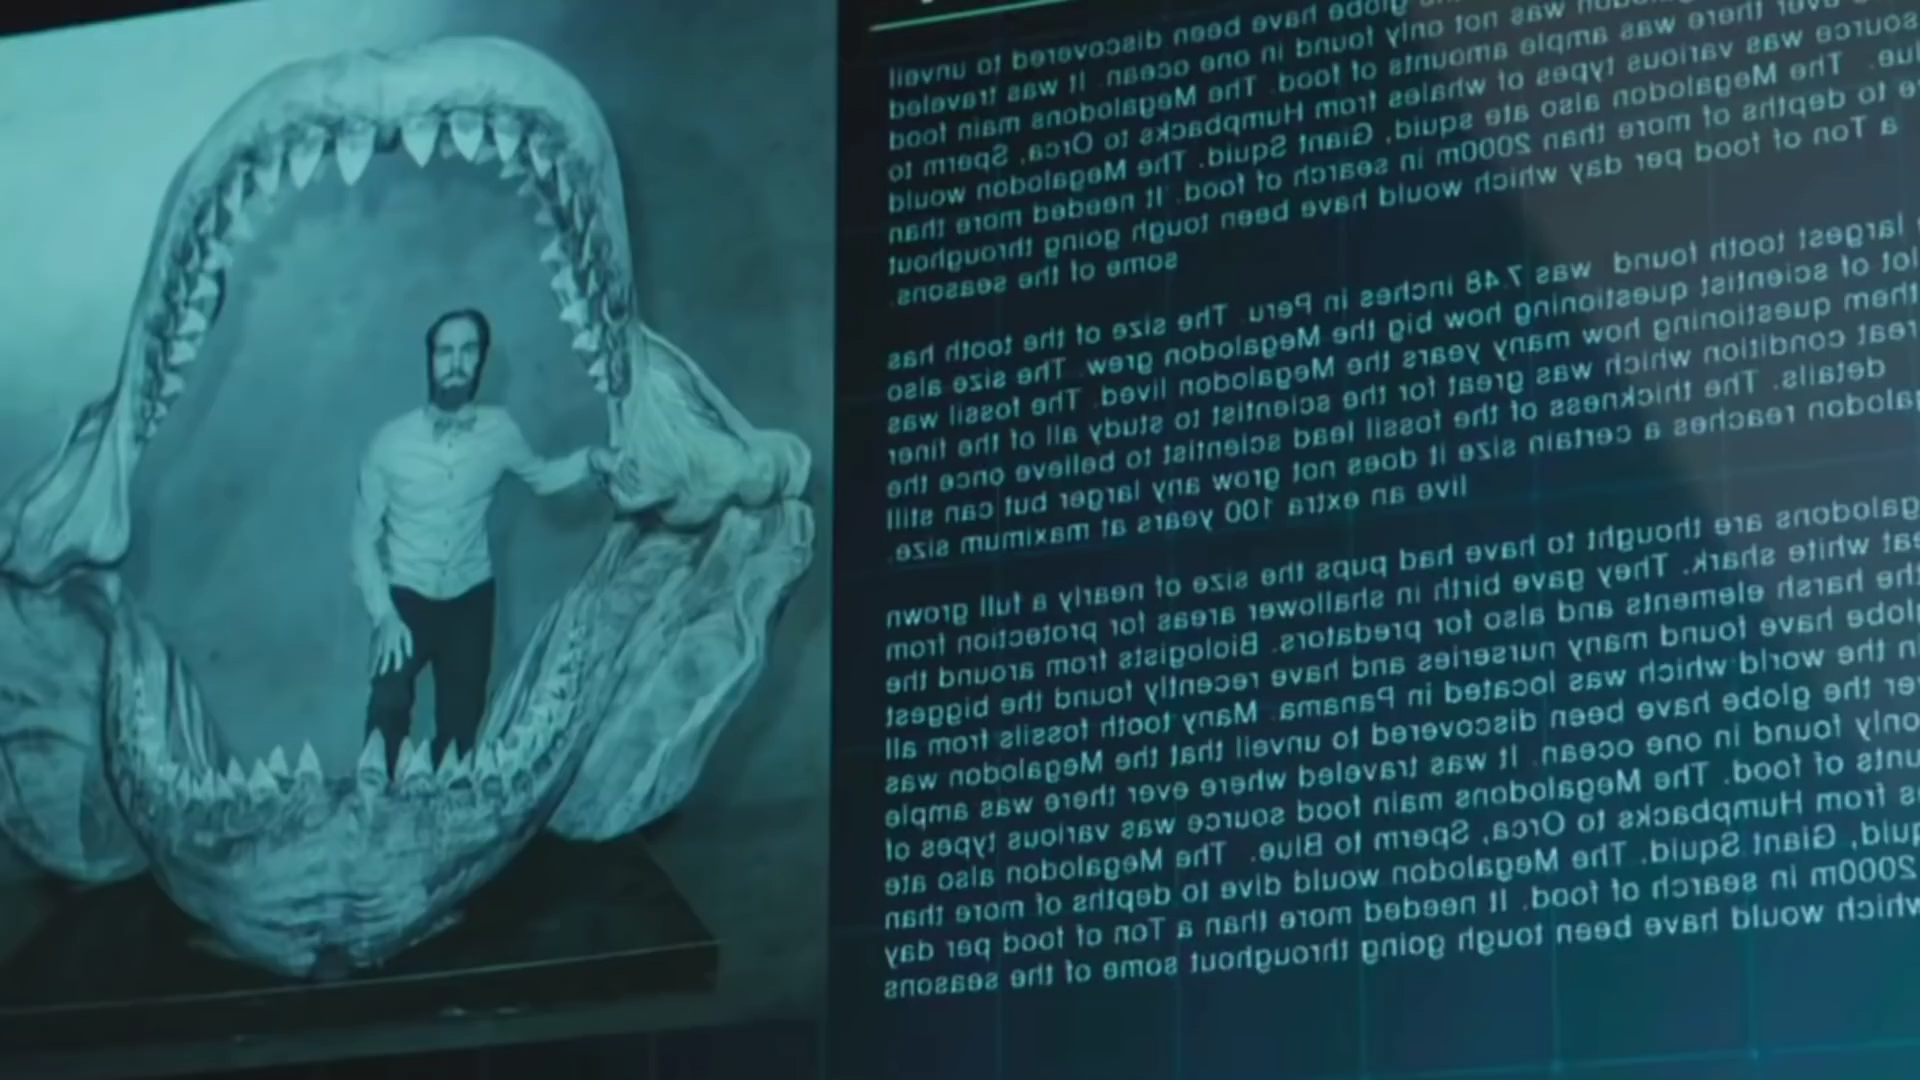 globe have been discovered to unveil
was not only found in one ocean. It was traveled
ever there was ample amounts of food. The Megalodons main food
source was various types of whales from Humpbacks to Orca, Sperm to
The Megalodon also ate squid, Giant Squid. The Megalodon would
to depths of more than 2000m in search of food. It needed more than
a Ton of food per day which would have been tough going throughout
some of the seasons.
largest tooth found was 7.48 inches in Peru. The size of the tooth has
lot of scientist questioning how big the Megalodon grew. The size also
them questioning how many years the Megalodon lived. The fossil was
condition which was great for the scientist to study all of the finer
details. The thickness of the fossil lead scientist to believe once the
reaches a certain size it does not grow any larger but can still
live an extra 100 years at maximum size.
are thought to have had pups the size of nearly a full grown
white shark. They gave birth in shallower areas for protection from
the harsh elements and also for predators. Biologists from around the
globe have found many nurseries and have recently found the biggest
in the world which was located in Panama. Many tooth fossils from all
the globe have been discovered to unveil that the Megalodon was
only found in one ocean. It was traveled where ever there was ample
of food. The Megalodons main food source was various types of
from Humpbacks to Orca, Sperm to Blue. The Megalodon also ate
Giant Squid. The Megalodon would dive to depths of more than
2000m in search of food. It needed more than a Ton of food per day
which would have been tough going throughout some of the seasons